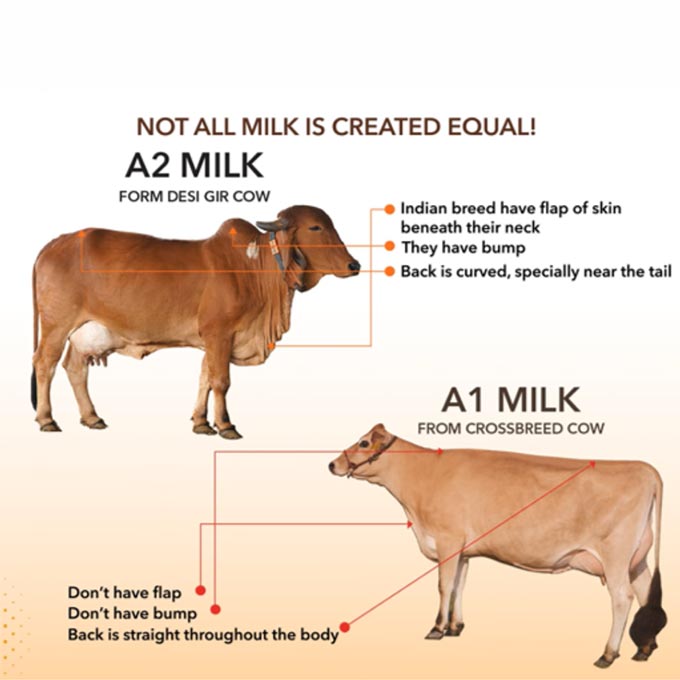 NOT ALL MILK IS CREATED EQUAL!
A2 MILK
FORM DESI GIR COW
Indian breed have flap of skin
beneath their neck
They have bump
Back is curved, specially near the tail
A1 MILK
FROM CROSSBREED COW
Don't have flap
Don't have bump
Back is straight throughout the body